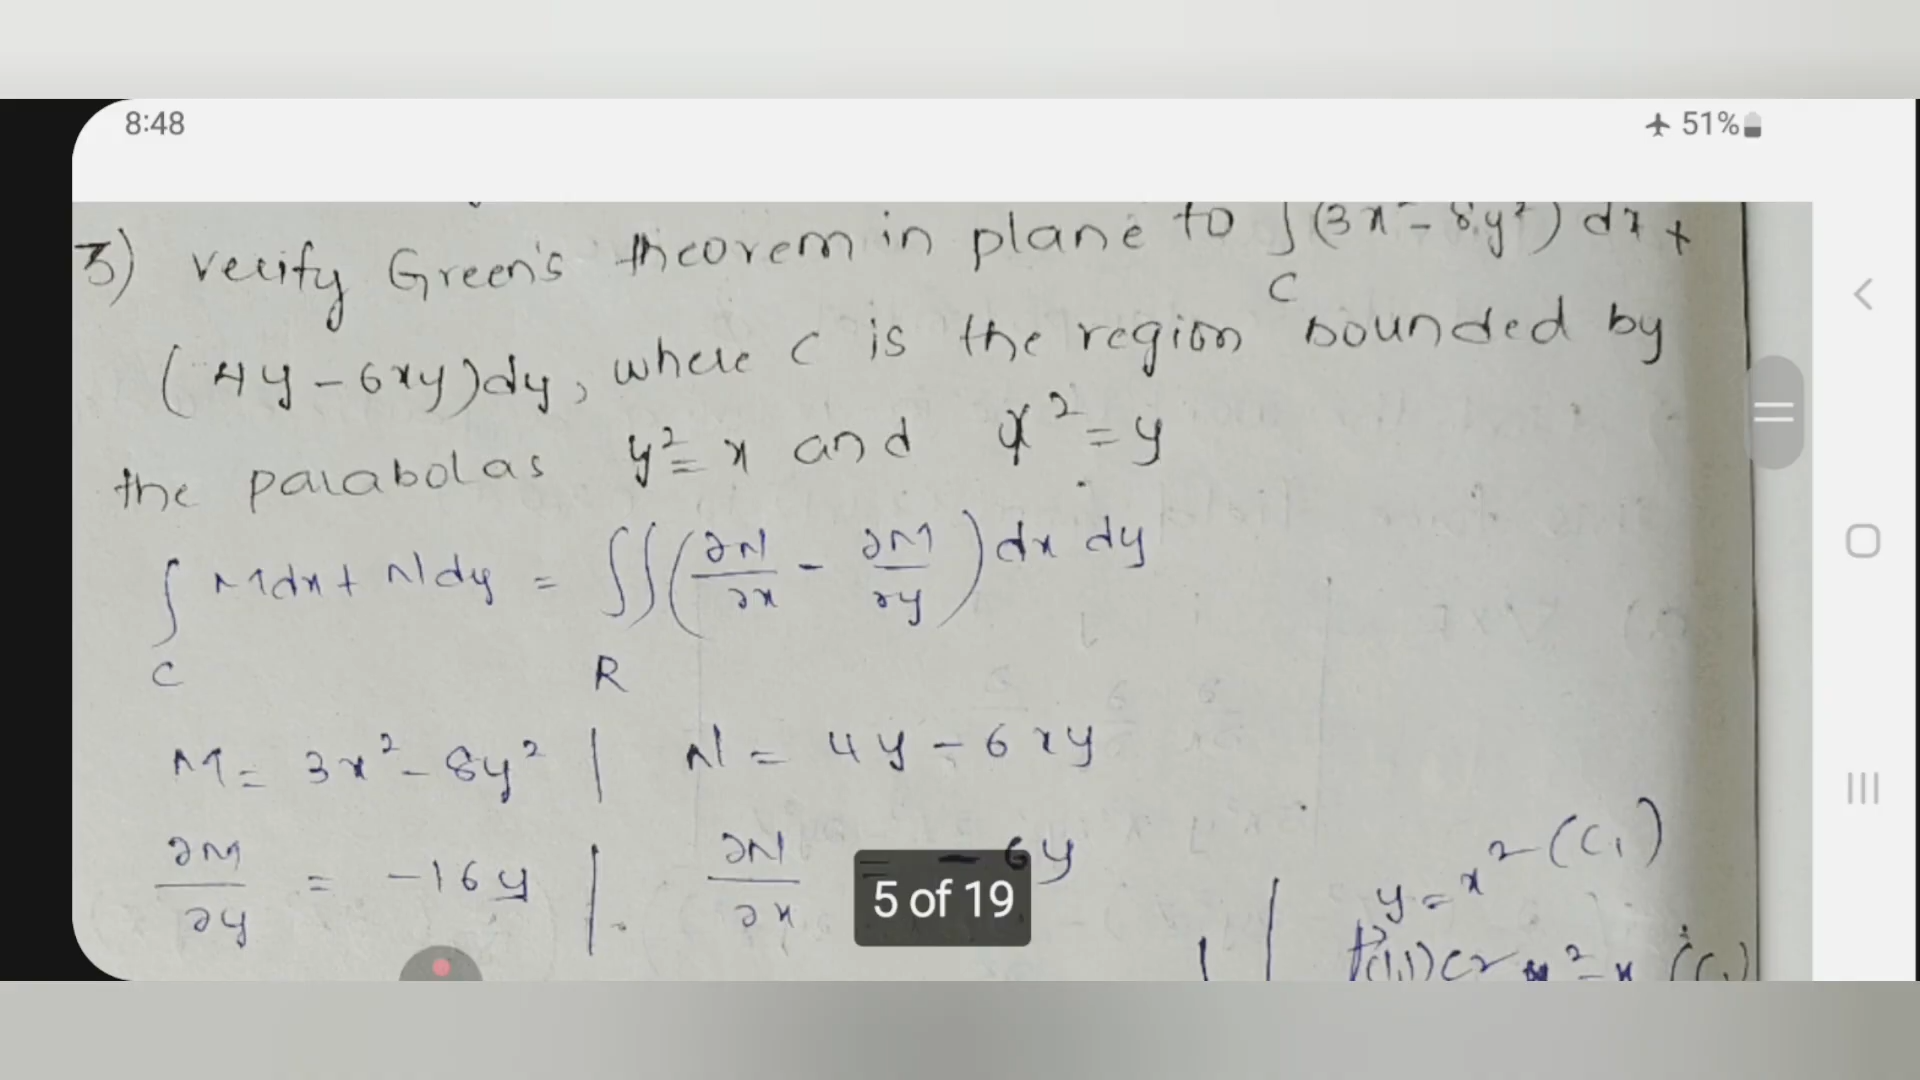 8:48
51%
3) verify Green's theorem in plane to ∫ (3x² - 8y²) dx +
C
(4y - 6xy)dy, where C is the region bounded by
the parabolas y² = x and x² = y
∫ Mdx + Ndy = ∫∫ (∂N/∂x - ∂M/∂y) dx dy
C R
M = 3x² - 8y² | N = 4y - 6xy
∂M/∂y = -16y | ∂N/∂x = -6y
5 of 19
y = x² (C₁)
(1,1)